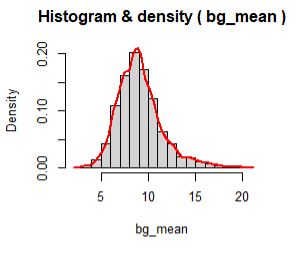 Histogram & density ( bg_mean )
Density
0.20
0.10
0.00
5 10 15 20
bg_mean